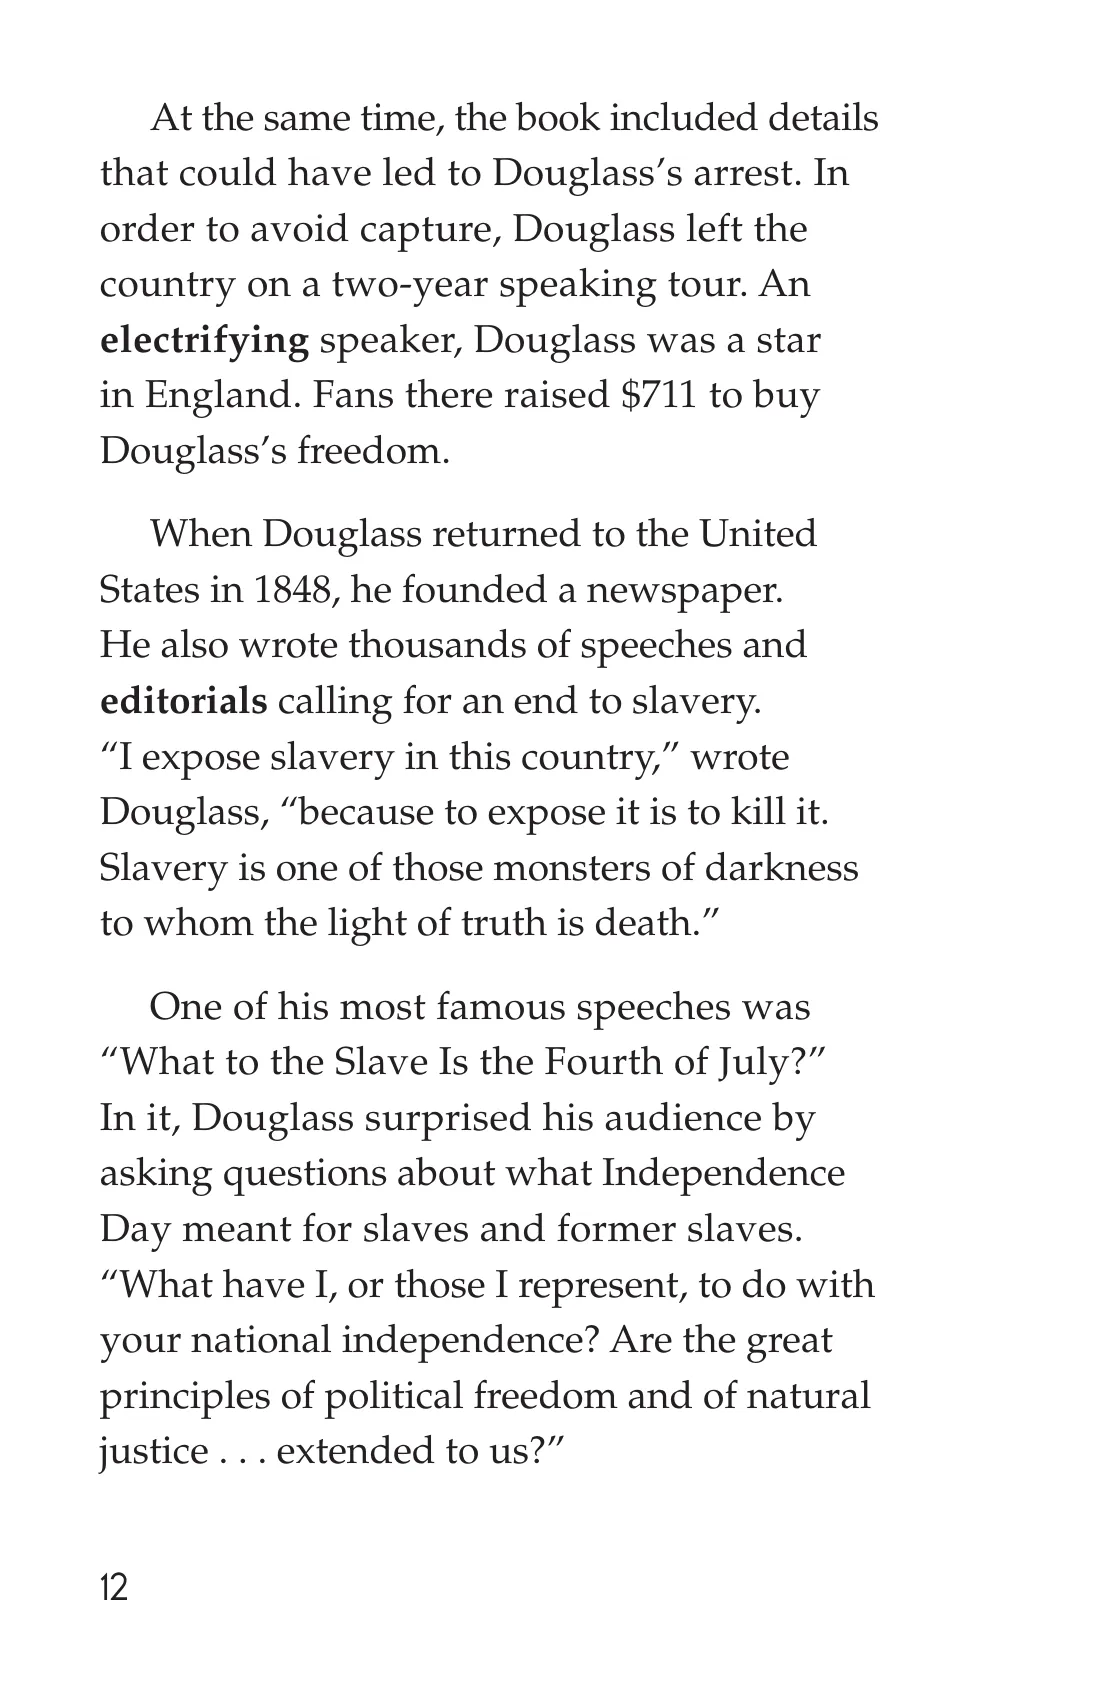 At the same time, the book included details
that could have led to Douglass’s arrest. In
order to avoid capture, Douglass left the
country on a two-year speaking tour. An
electrifying speaker, Douglass was a star
in England. Fans there raised $711 to buy
Douglass’s freedom.
When Douglass returned to the United
States in 1848, he founded a newspaper.
He also wrote thousands of speeches and
editorials calling for an end to slavery.
“I expose slavery in this country,” wrote
Douglass, “because to expose it is to kill it.
Slavery is one of those monsters of darkness
to whom the light of truth is death.”
One of his most famous speeches was
“What to the Slave Is the Fourth of July?”
In it, Douglass surprised his audience by
asking questions about what Independence
Day meant for slaves and former slaves.
“What have I, or those I represent, to do with
your national independence? Are the great
principles of political freedom and of natural
justice . . . extended to us?”
12